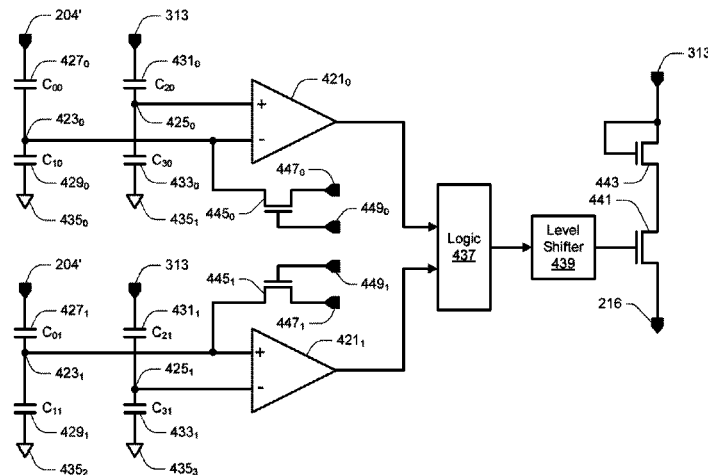 204' 313
427₀ 431₀ 421₀ 313
C₀₀ C₂₀
423₀ 425₀ + -
C₁₀ C₃₀ 447₀ 443
429₀ 433₀ 441
435₀ 435₁ 445₀ 449₀
Logic 437
Level Shifter 439
204' 313 445₁ 449₁
427₁ 431₁ 447₁ 216
C₀₁ C₂₁ 421₁
423₁ 425₁ + -
C₁₁ C₃₁
429₁ 433₁
435₂ 435₃